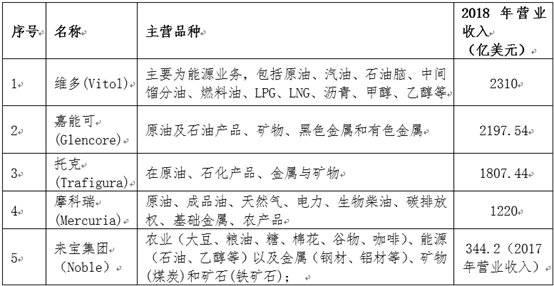 序号 名称 主营品种 2018 年营业
收入
（亿美元）
1 维多(Vitol) 主要为能源业务，包括原油、汽油、石油脑、中间
馏分油、燃料油、LPG、LNG、沥青、甲醇、乙醇等 2310
2 嘉能可
(Glencore) 原油及石油产品、矿物、黑色金属和有色金属 2197.54
3 托克
(Trafigura) 在原油、石化产品、金属与矿物 1807.44
4 摩科瑞
(Mercuria) 原油、成品油、天然气、电力、生物柴油、碳排放
权、基础金属、农产品 1220
5 来宝集团
（Noble） 农业（大豆、粮油、糖、棉花、谷物、咖啡）、能源
（石油、乙醇等）以及金属（钢材、铝材等）、矿物
(煤炭)和矿石(铁矿石)； 344.2（2017
年营业收入）